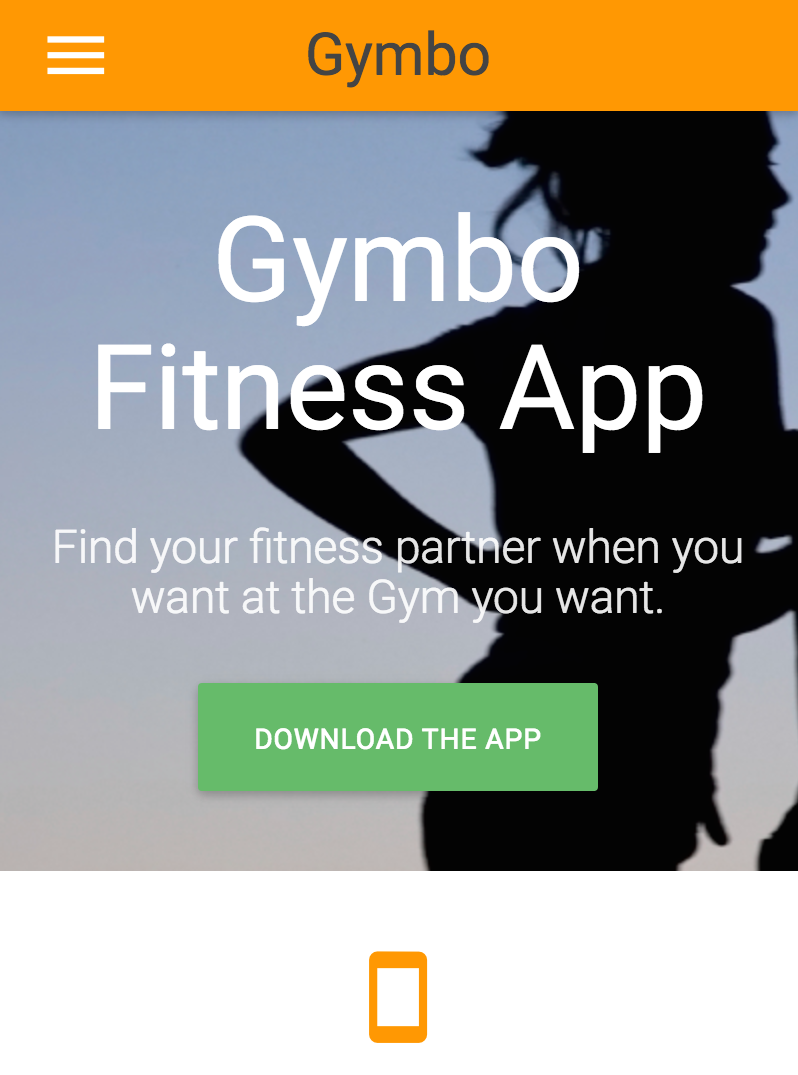 Gymbo
Gymbo
Fitness App
Find your fitness partner when you
want at the Gym you want.
DOWNLOAD THE APP